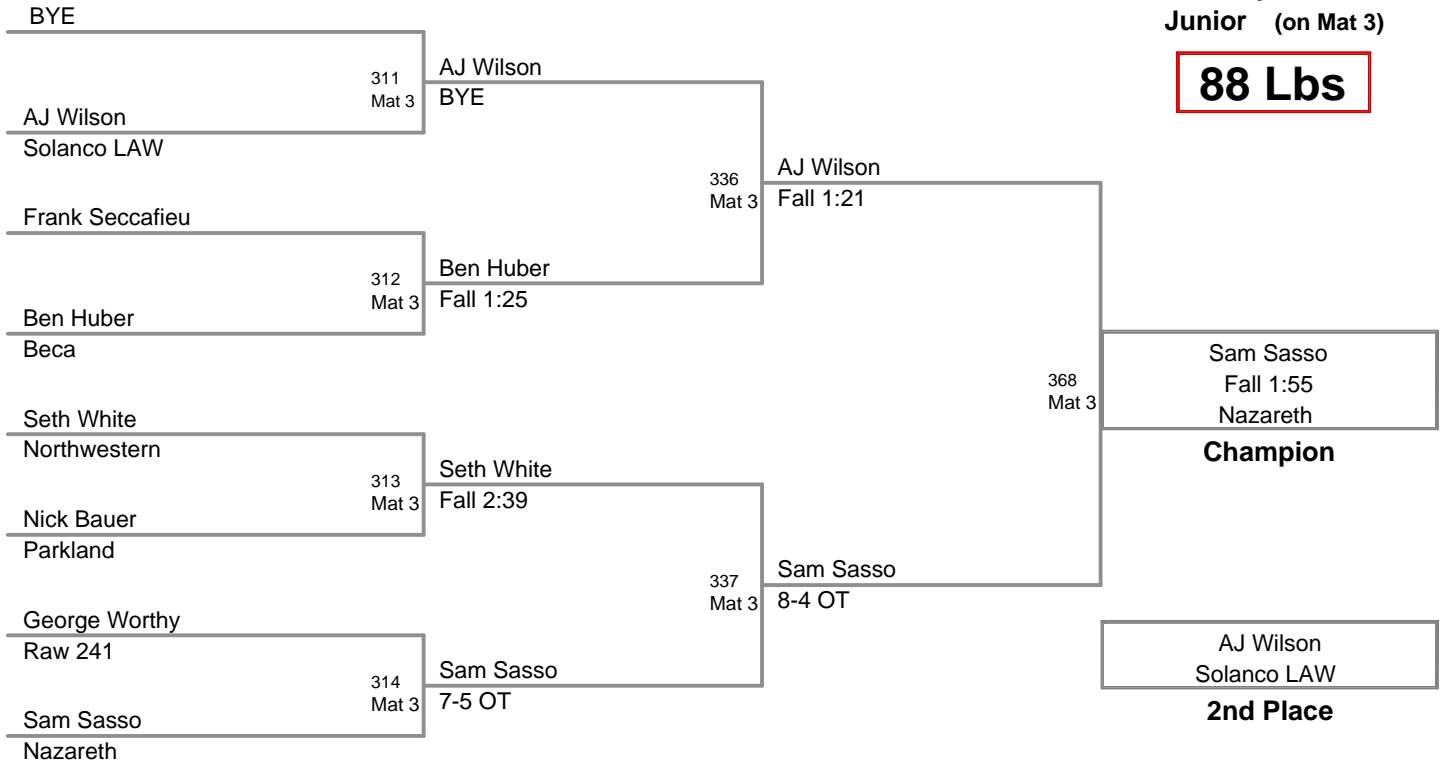 BYE
Junior (on Mat 3)
88 Lbs
311
Mat 3
AJ Wilson
BYE
AJ Wilson
Solanco LAW
336
Mat 3
AJ Wilson
Fall 1:21
Frank Seccafieu
312
Mat 3
Ben Huber
Fall 1:25
Ben Huber
Beca
368
Mat 3
Sam Sasso
Fall 1:55
Nazareth
Champion
Seth White
Northwestern
313
Mat 3
Seth White
Fall 2:39
Nick Bauer
Parkland
337
Mat 3
Sam Sasso
8-4 OT
George Worthy
Raw 241
314
Mat 3
Sam Sasso
7-5 OT
Sam Sasso
Nazareth
AJ Wilson
Solanco LAW
2nd Place